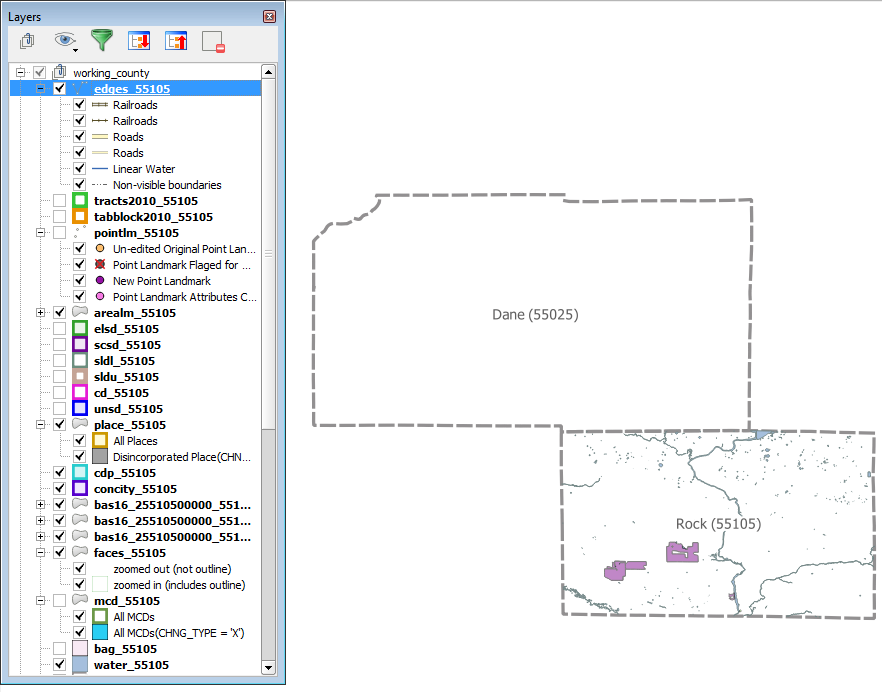 Layers
working_county
edges_55105
Railroads
Railroads
Roads
Roads
Linear Water
Non-visible boundaries
tracts2010_55105
tabblock2010_55105
pointlm_55105
Un-edited Original Point Lan...
Point Landmark Flaged for ...
New Point Landmark
Point Landmark Attributes C...
arealm_55105
elsd_55105
scsd_55105
sldl_55105
sldu_55105
cd_55105
unsd_55105
place_55105
All Places
Disincorporated Place(CHN...
cdp_55105
concity_55105
bas16_25510500000_551...
bas16_25510500000_551...
bas16_25510500000_551...
faces_55105
zoomed out (not outline)
zoomed in (includes outline)
mcd_55105
All MCDs
All MCDs(CHNG_TYPE = 'X')
bag_55105
water_55105
Dane (55025)
Rock (55105)